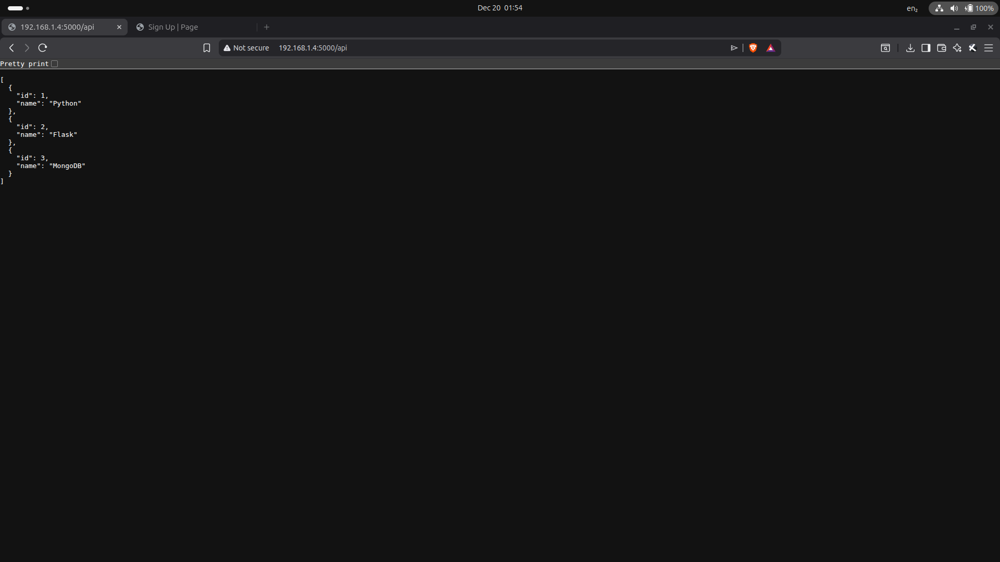 Dec 20 01:54
en₂
100%
192.168.1.4:5000/api
Sign Up | Page
Not secure 192.168.1.4:5000/api
Pretty print
[
  {
    "id": 1,
    "name": "Python"
  },
  {
    "id": 2,
    "name": "Flask"
  },
  {
    "id": 3,
    "name": "MongoDB"
  }
]